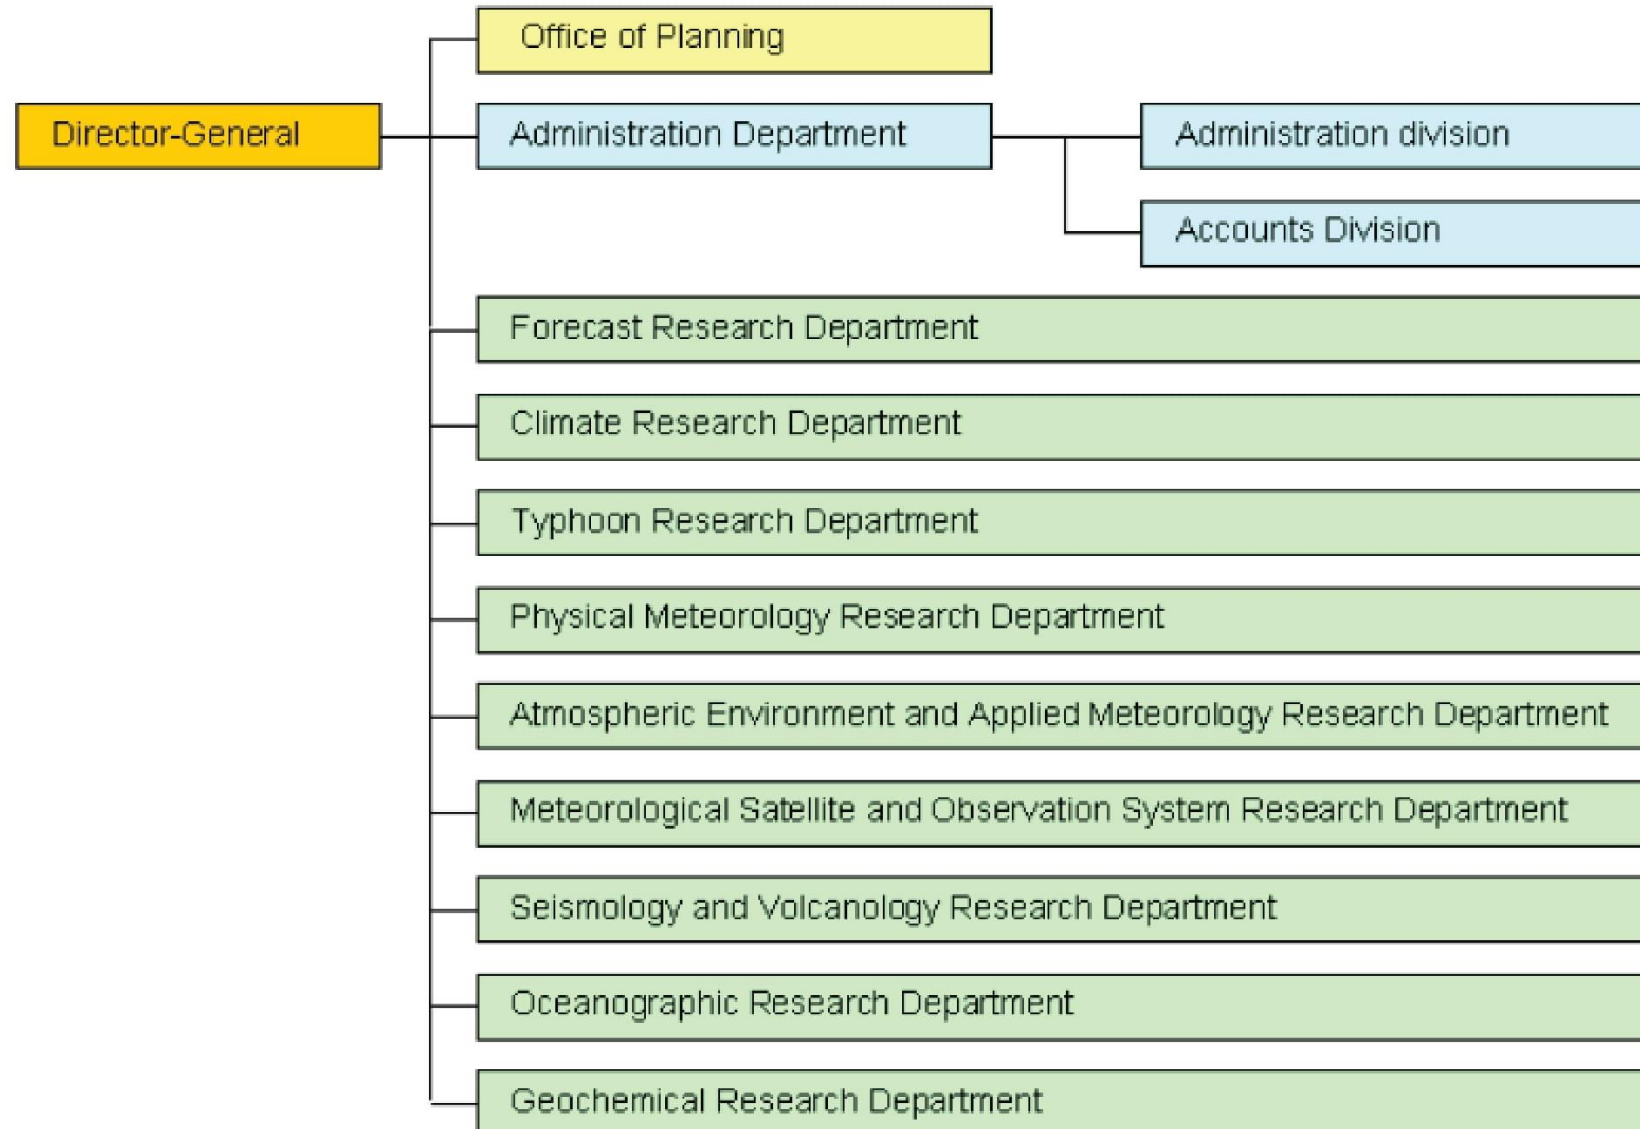 Office of Planning
Director-General
Administration Department
Administration division
Accounts Division
Forecast Research Department
Climate Research Department
Typhoon Research Department
Physical Meteorology Research Department
Atmospheric Environment and Applied Meteorology Research Department
Meteorological Satellite and Observation System Research Department
Seismology and Volcanology Research Department
Oceanographic Research Department
Geochemical Research Department